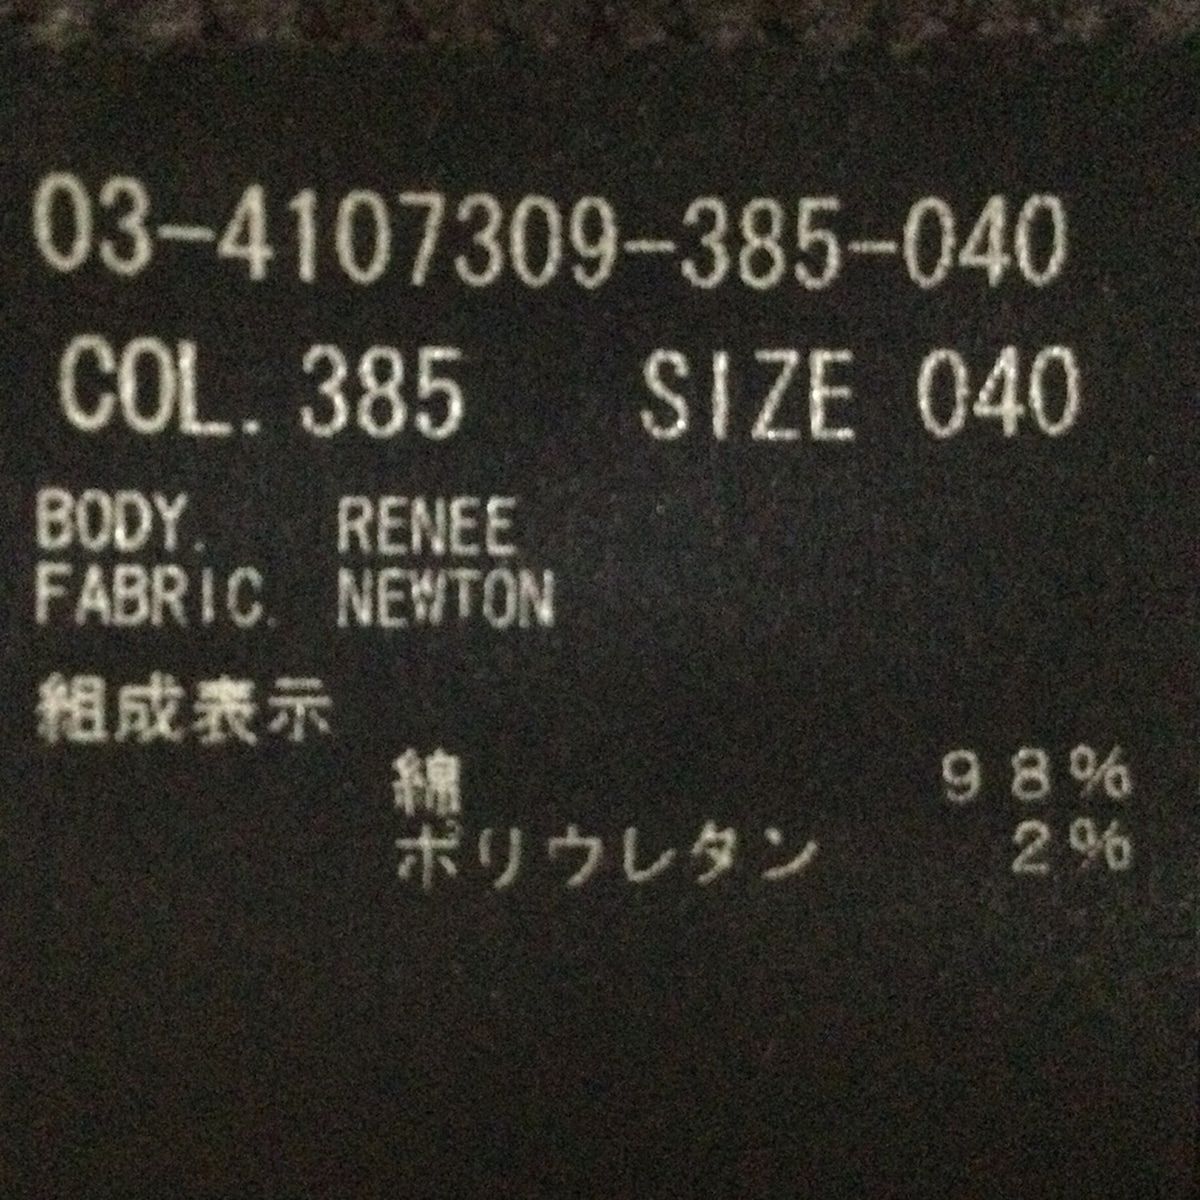 03-4107309-385-040
COL. 385 SIZE 040
BODY. RENEE
FABRIC. NEWTON
組成表示
綿 98%
ポリウレタン 2%